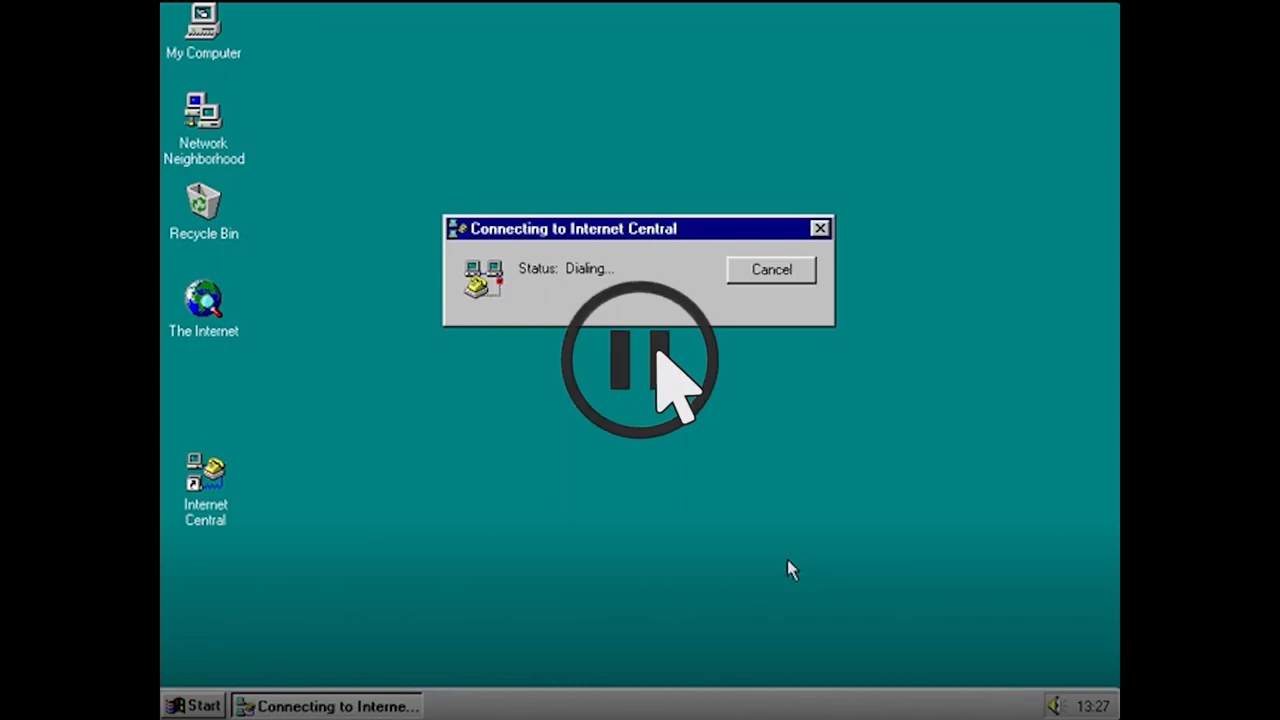 My Computer
Network
Neighborhood
Recycle Bin
The Internet
Internet
Central
Connecting to Internet Central
Status: Dialing...
Cancel
Start
Connecting to Interne...
13:27